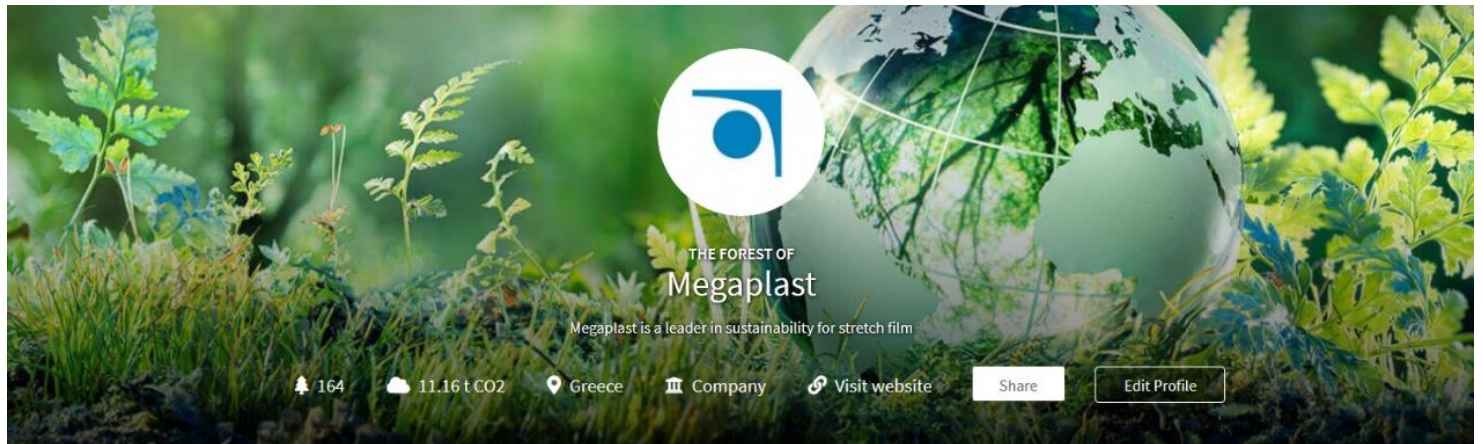 THE FOREST OF
Megaplast
Megaplast is a leader in sustainability for stretch film
164 11.16 t CO2 Greece Company Visit website Share Edit Profile